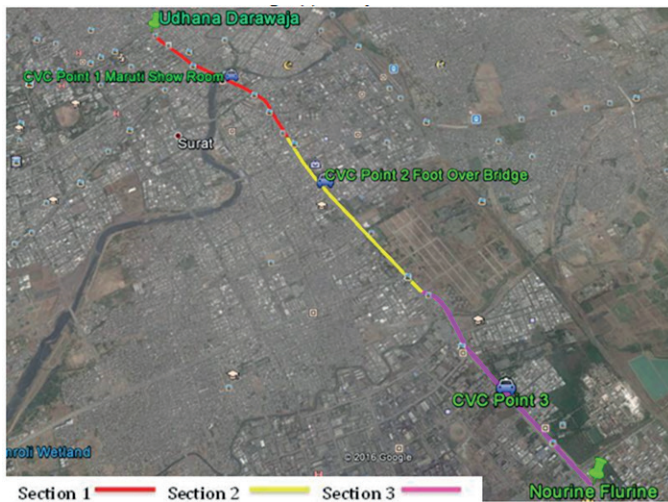 Udhana Darawaja
CVC Point 1 Maruti Show Room
Surat
CVC Point 2 Foot Over Bridge
CVC Point 3
nroli Wetland
© 2016 Google
Nourine Flurine
Section 1 Section 2 Section 3